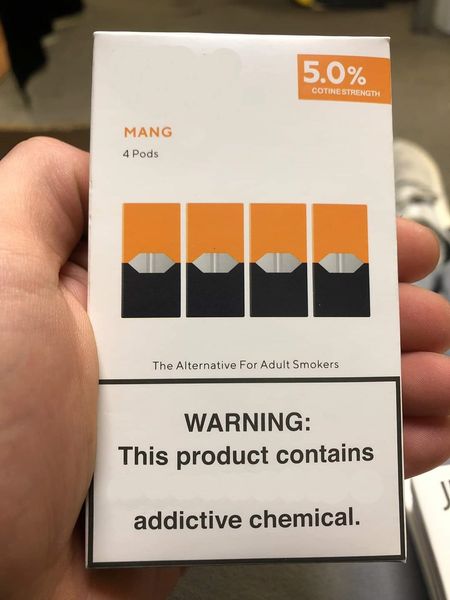 5.0%
COTINE STRENGTH
MANG
4 Pods
The Alternative For Adult Smokers
WARNING:
This product contains
addictive chemical.
J